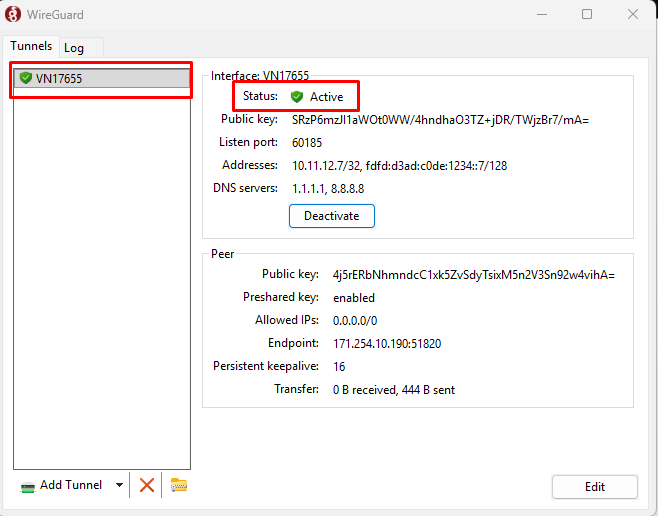 WireGuard
Tunnels Log
VN17655
Interface: VN17655
Status: Active
Public key: SRzP6mzJI1aWOt0WW/4hndhaO3TZ+jDR/TWjzBr7/mA=
Listen port: 60185
Addresses: 10.11.12.7/32, fdfd:d3ad:c0de:1234::7/128
DNS servers: 1.1.1.1, 8.8.8.8
Deactivate
Peer
Public key: 4j5rERbNhmndcC1xk5ZvSdyTsixM5n2V3Sn92w4vihA=
Preshared key: enabled
Allowed IPs: 0.0.0.0/0
Endpoint: 171.254.10.190:51820
Persistent keepalive: 16
Transfer: 0 B received, 444 B sent
Add Tunnel
Edit